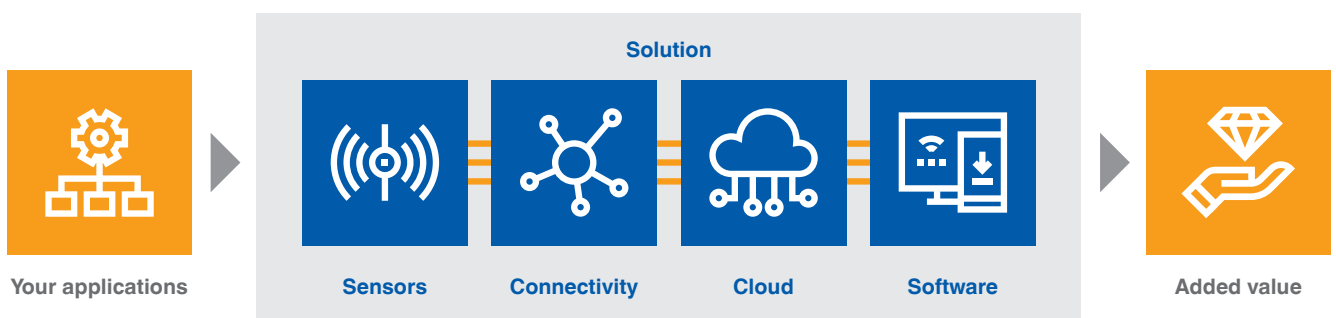 Solution
Your applications
Sensors
Connectivity
Cloud
Software
Added value